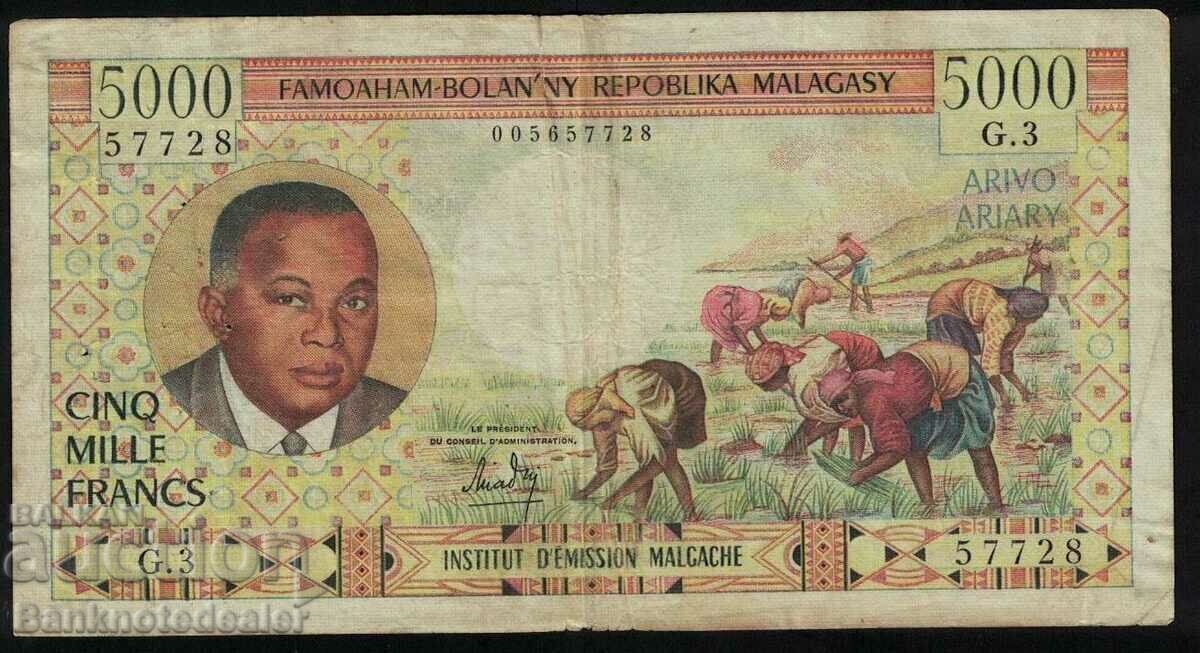 5000
FAMOAHAM-BOLAN'NY REPOBLIKA MALAGASY
5000
57728
005657728
G.3
ARIVO
ARIARY
CINQ
MILLE
FRANCS
LE PRÉSIDENT
DU CONSEIL D'ADMINISTRATION,
G.3
INSTITUT D'ÉMISSION MALGACHE
57728
BALKAN
auction
Banknotedealer